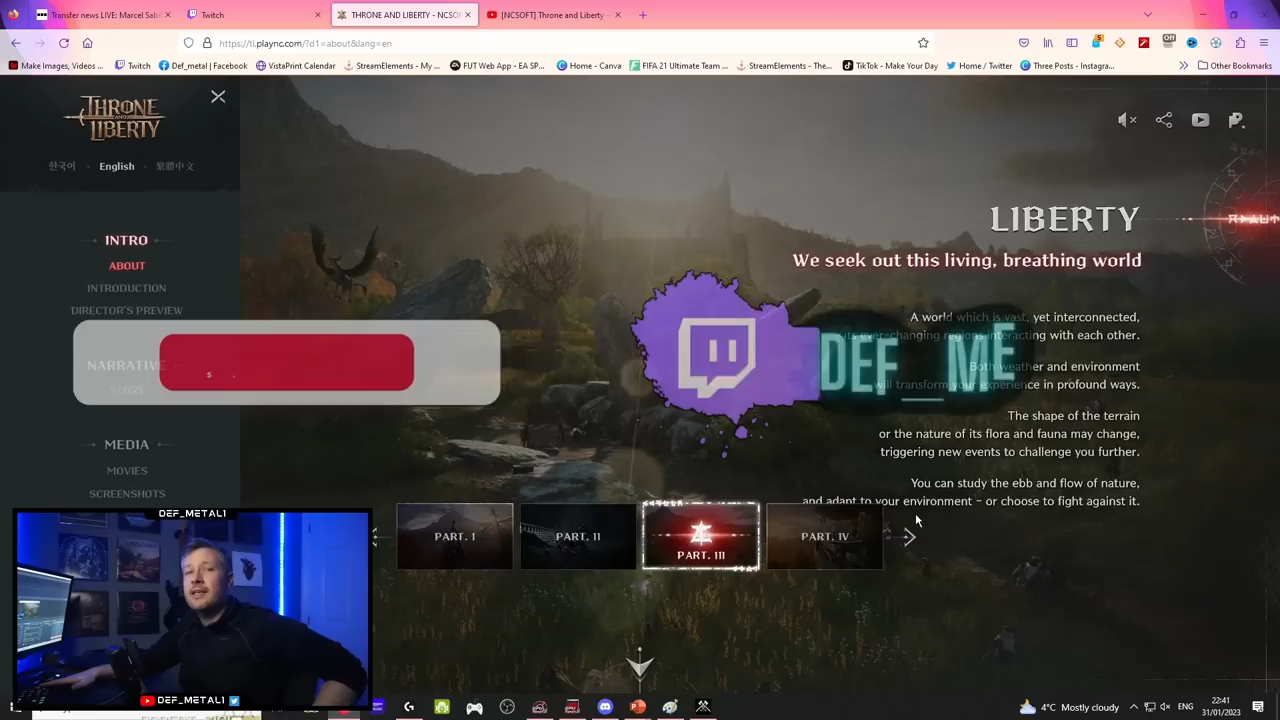 Transfer news LIVE: Marcel Sab
Twitch
THRONE AND LIBERTY - NCSOF
[NCSOFT] Throne and Liberty -
https://tl.plaync.com/?d1=about&lang=en
Make Images, Videos ...
Twitch
Def_metal | Facebook
VistaPrint Calendar
StreamElements - My ...
FUT Web App - EA SP...
Home - Canva
FIFA 21 Ultimate Team ...
StreamElements - The...
TikTok - Make Your Day
Home / Twitter
Three Posts - Instagra...
Other Bookmarks
THRONE AND LIBERTY
한국어 · English · 繁體中文
INTRO
ABOUT
INTRODUCTION
DIRECTOR'S PREVIEW
NARRATIVE
MEDIA
MOVIES
SCREENSHOTS
LIBERTY
We seek out this living, breathing world
A world which is vast, yet interconnected,
its ever-changing regions interacting with each other.
Both weather and environment
will transform your experience in profound ways.
The shape of the terrain
or the nature of its flora and fauna may change,
triggering new events to challenge you further.
You can study the ebb and flow of nature,
and adapt to your environment - or choose to fight against it.
DEF_ME
PART. I
PART. II
PART. III
PART. IV
DEF_METAL1
DEF_METAL1
4°C Mostly cloudy
ENG
22:41
31/01/2023